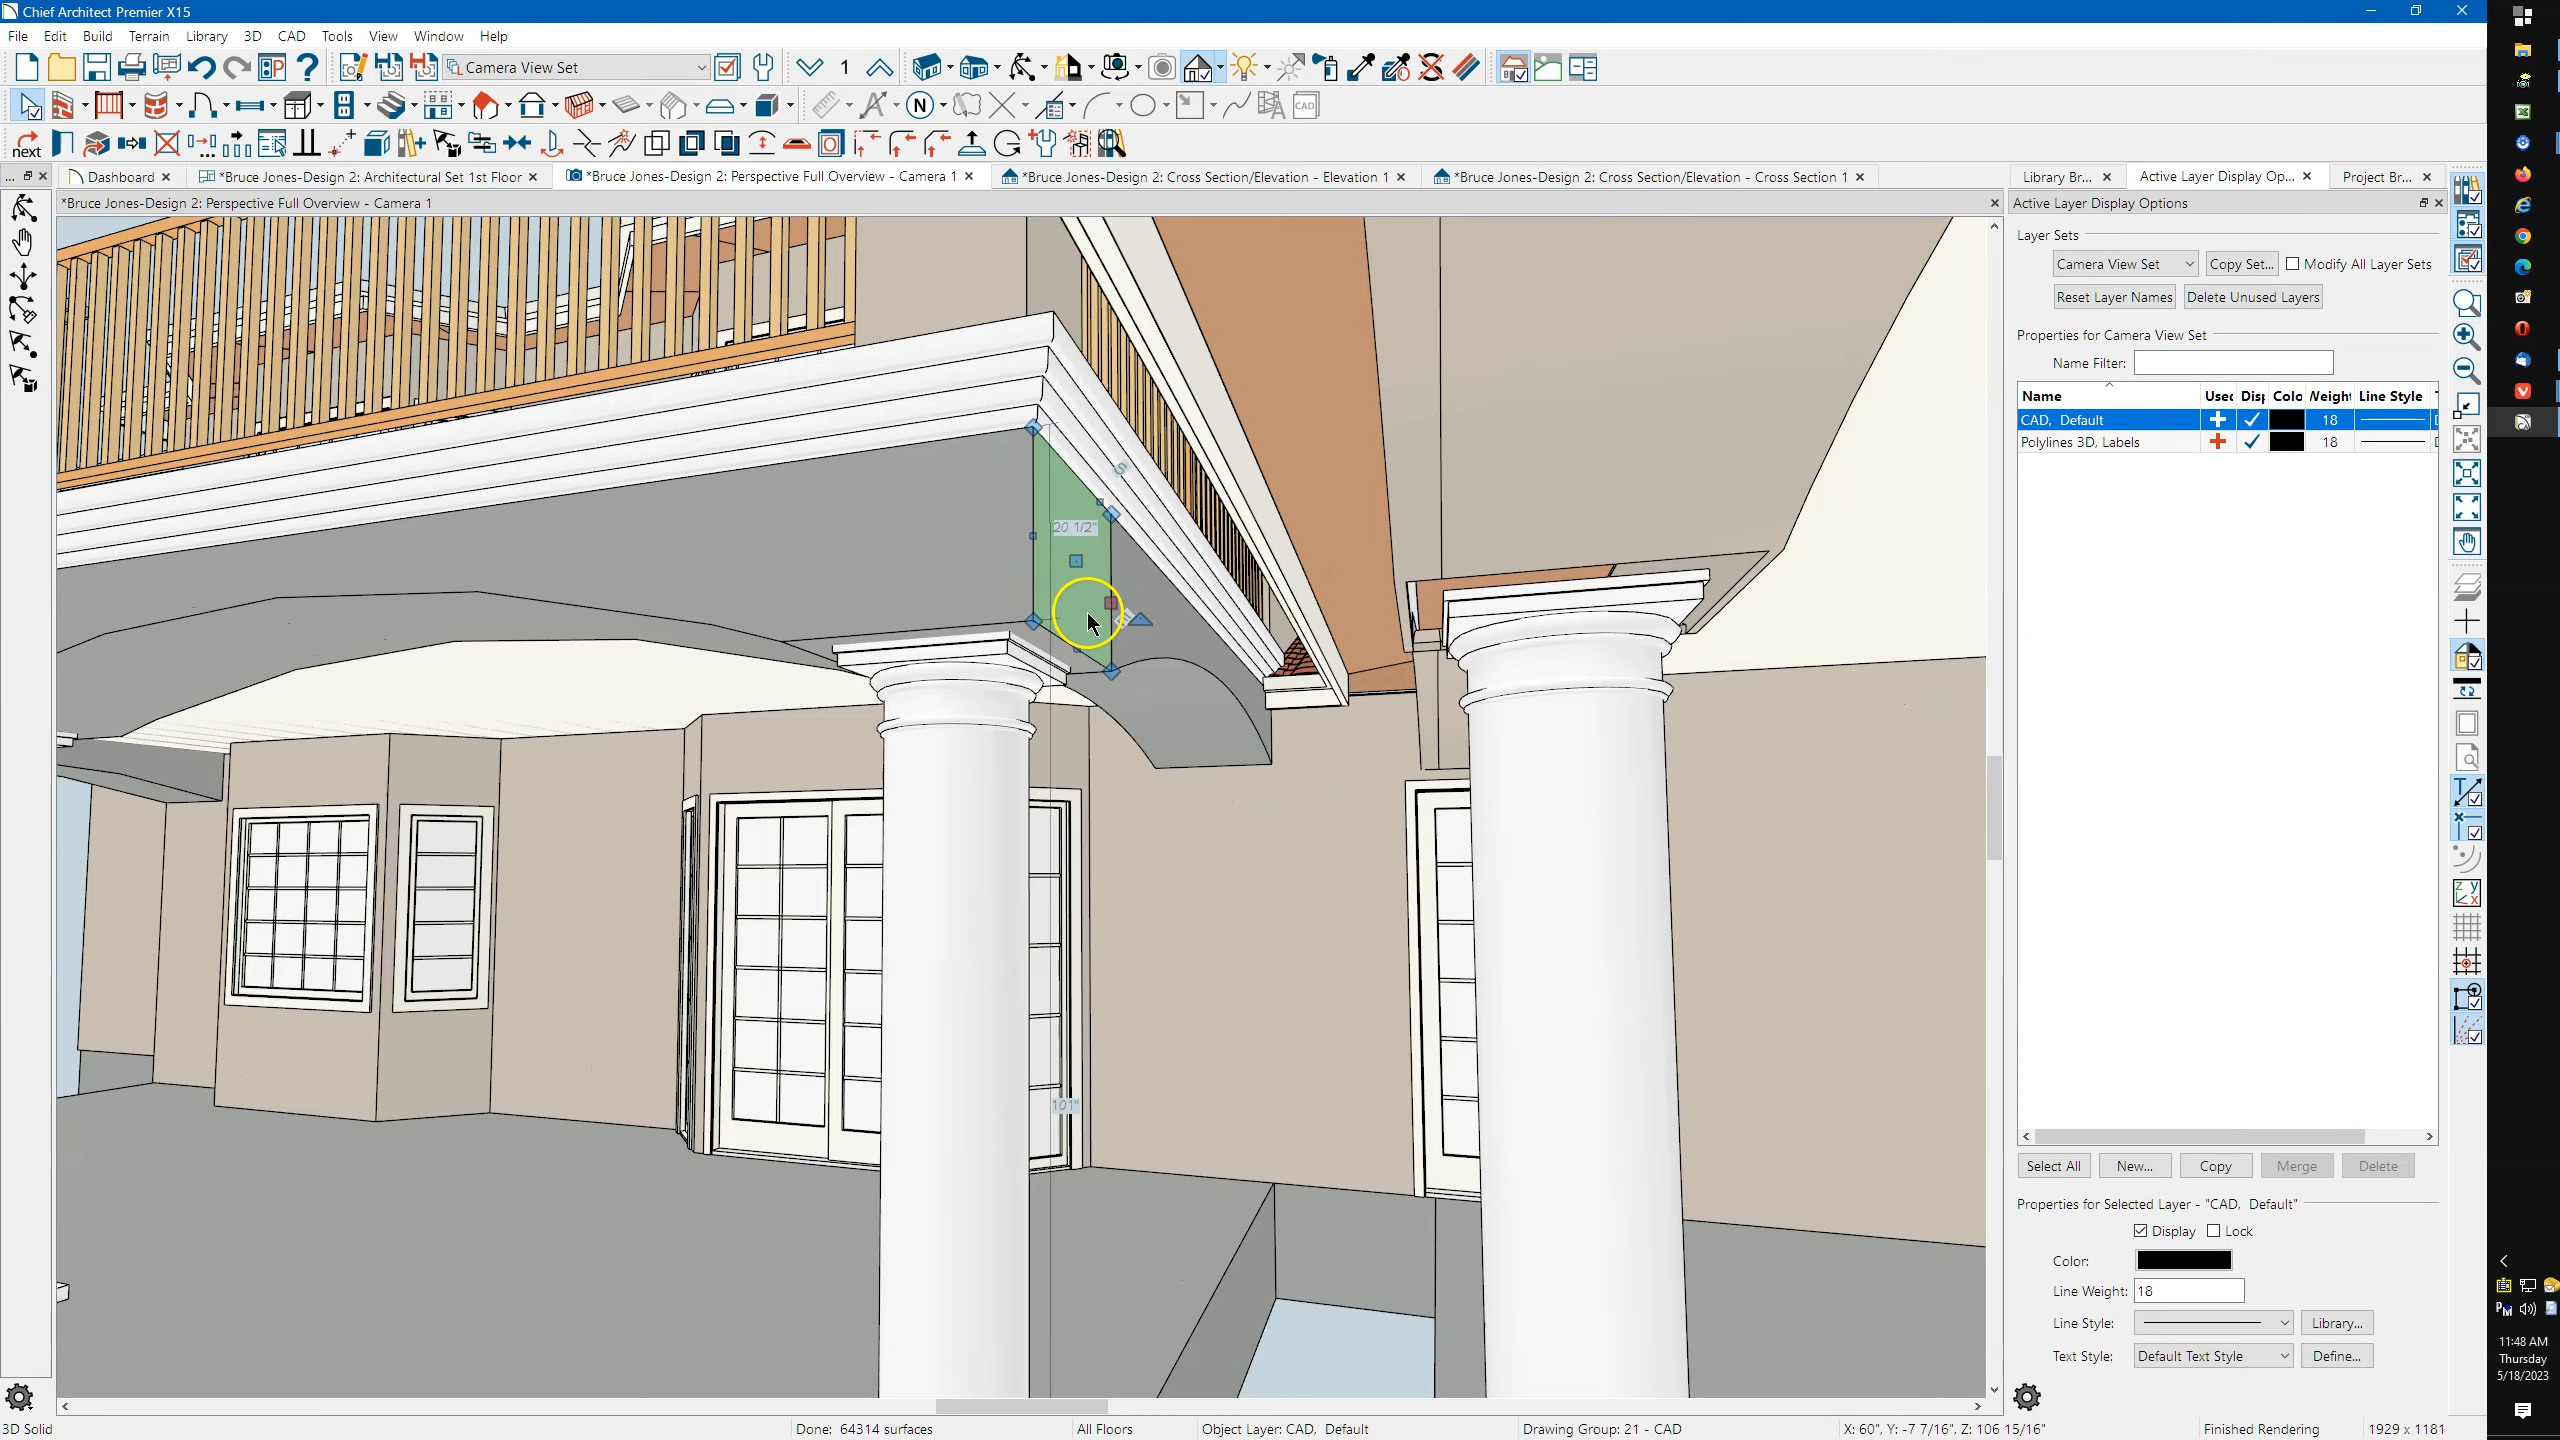 Chief Architect Premier X15
File Edit Build Terrain Library 3D CAD Tools View Window Help
Camera View Set
1
N
CAD
next
Dashboard
*Bruce Jones-Design 2: Architectural Set 1st Floor
*Bruce Jones-Design 2: Perspective Full Overview - Camera 1
*Bruce Jones-Design 2: Cross Section/Elevation - Elevation 1
*Bruce Jones-Design 2: Cross Section/Elevation - Cross Section 1
Library Br...
Active Layer Display Op...
Project Br...
*Bruce Jones-Design 2: Perspective Full Overview - Camera 1
Active Layer Display Options
Layer Sets
Camera View Set
Copy Set...
Modify All Layer Sets
Reset Layer Names
Delete Unused Layers
Properties for Camera View Set
Name Filter:
Name
Line Style
CAD, Default
18
Polylines 3D, Labels
18
S
20 1/2"
101"
Select All
New...
Copy
Merge
Delete
Properties for Selected Layer - "CAD, Default"
Display
Lock
Color:
Line Weight: 18
Line Style:
Library...
Text Style: Default Text Style
Define...
3D Solid
Done: 64314 surfaces
All Floors
Object Layer: CAD, Default
Drawing Group: 21 - CAD
X: 60", Y: -7 7/16", Z: 106 15/16"
Finished Rendering
1929 x 1181
11:48 AM
Thursday
5/18/2023